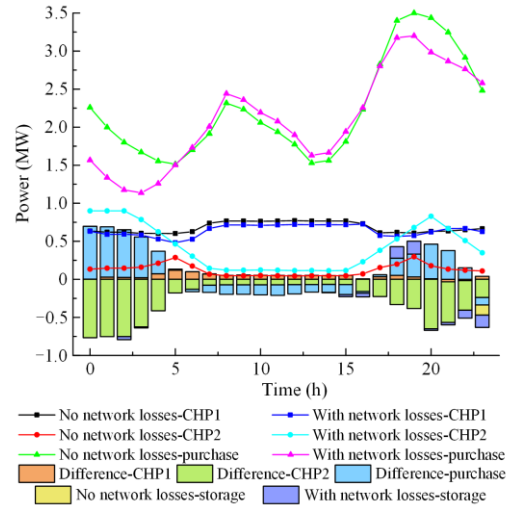 3.5
3.0
2.5
2.0
1.5
1.0
0.5
0
−0.5
−1.0
Power (MW)
0 5 10 15 20
Time (h)
No network losses-CHP1 With network losses-CHP1
No network losses-CHP2 With network losses-CHP2
No network losses-purchase With network losses-purchase
Difference-CHP1 Difference-CHP2 Difference-purchase
No network losses-storage With network losses-storage